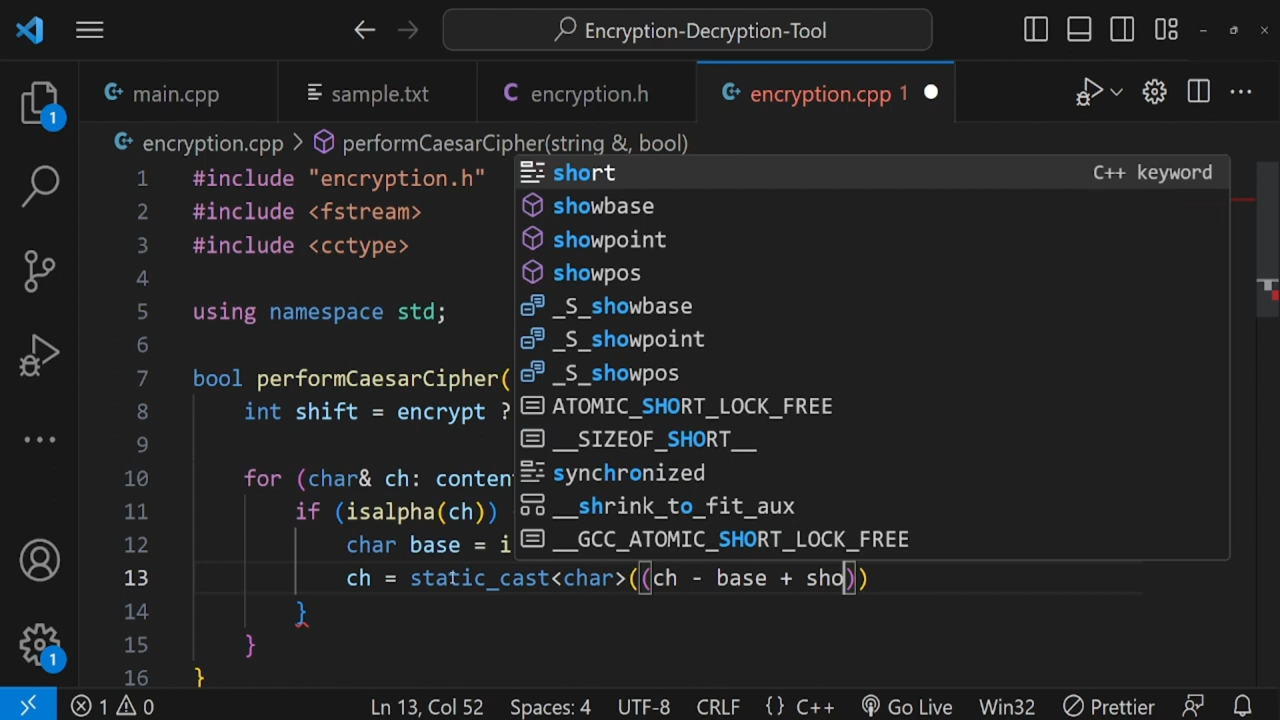 Encryption-Decryption-Tool
main.cpp sample.txt encryption.h encryption.cpp 1
encryption.cpp > performCaesarCipher(string &, bool)
1 #include "encryption.h"
2 #include <fstream>
3 #include <cctype>
4
5 using namespace std;
6
7 bool performCaesarCipher(
8 int shift = encrypt ?
9
10 for (char& ch: content
11 if (isalpha(ch))
12 char base = i
13 ch = static_cast<char>((ch - base + sho))
14 }
15 }
16 }
short C++ keyword
showbase
showpoint
showpos
_S_showbase
_S_showpoint
_S_showpos
ATOMIC_SHORT_LOCK_FREE
__SIZEOF_SHORT__
synchronized
__shrink_to_fit_aux
__GCC_ATOMIC_SHORT_LOCK_FREE
1
1
1 0 Ln 13, Col 52 Spaces: 4 UTF-8 CRLF {} C++ Go Live Win32 Prettier